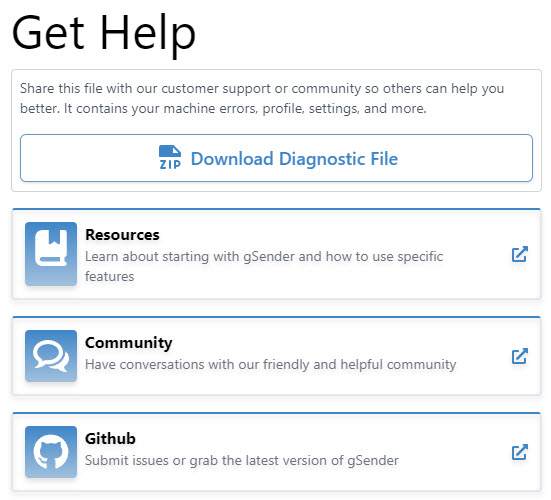 Get Help
Share this file with our customer support or community so others can help you
better. It contains your machine errors, profile, settings, and more.
ZIP Download Diagnostic File
Resources
Learn about starting with gSender and how to use specific
features
Community
Have conversations with our friendly and helpful community
Github
Submit issues or grab the latest version of gSender